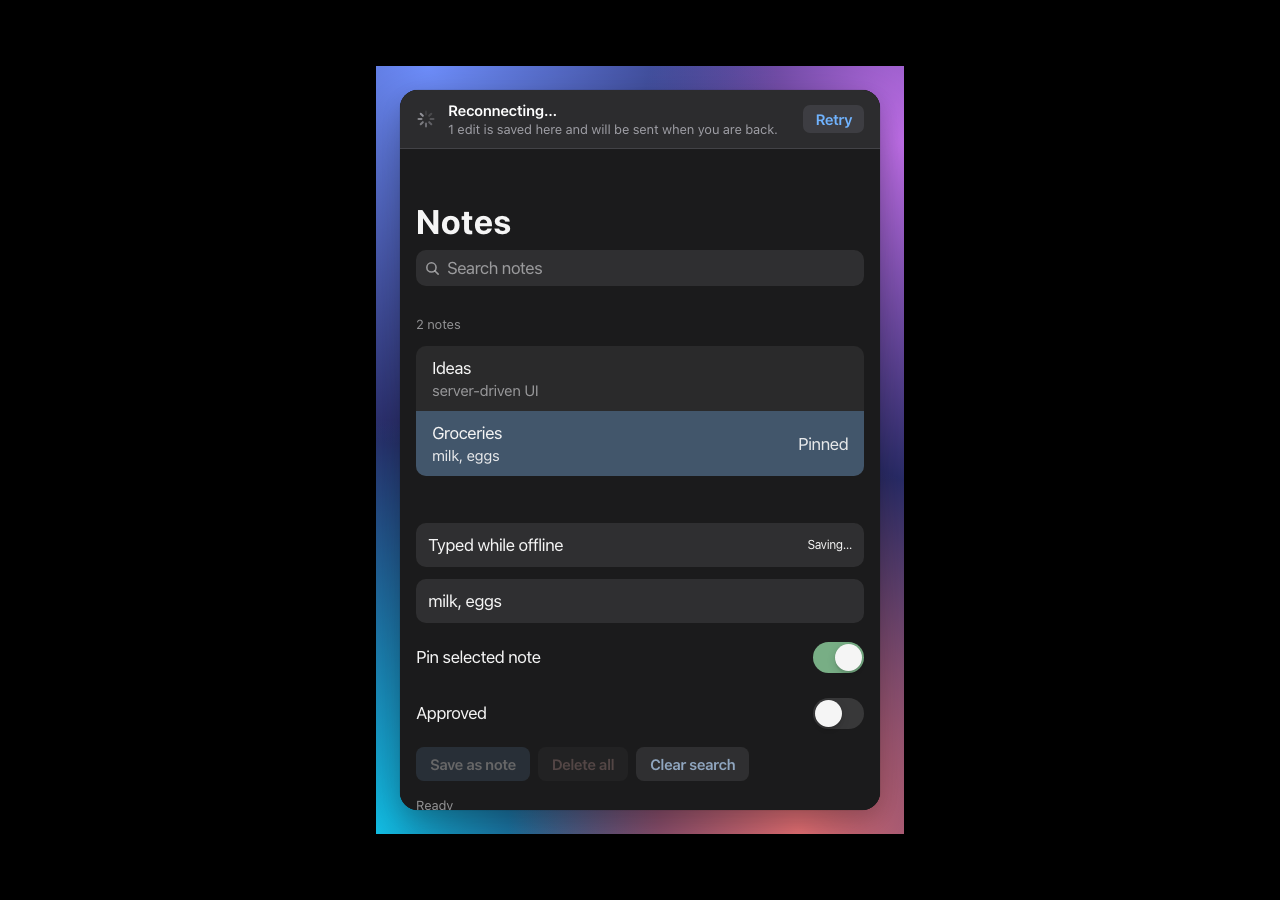 Reconnecting...
1 edit is saved here and will be sent when you are back.
Retry
Notes
Search notes
2 notes
Ideas
server-driven UI
Groceries
milk, eggs
Pinned
Typed while offline
Saving...
milk, eggs
Pin selected note
Approved
Save as note
Delete all
Clear search
Ready